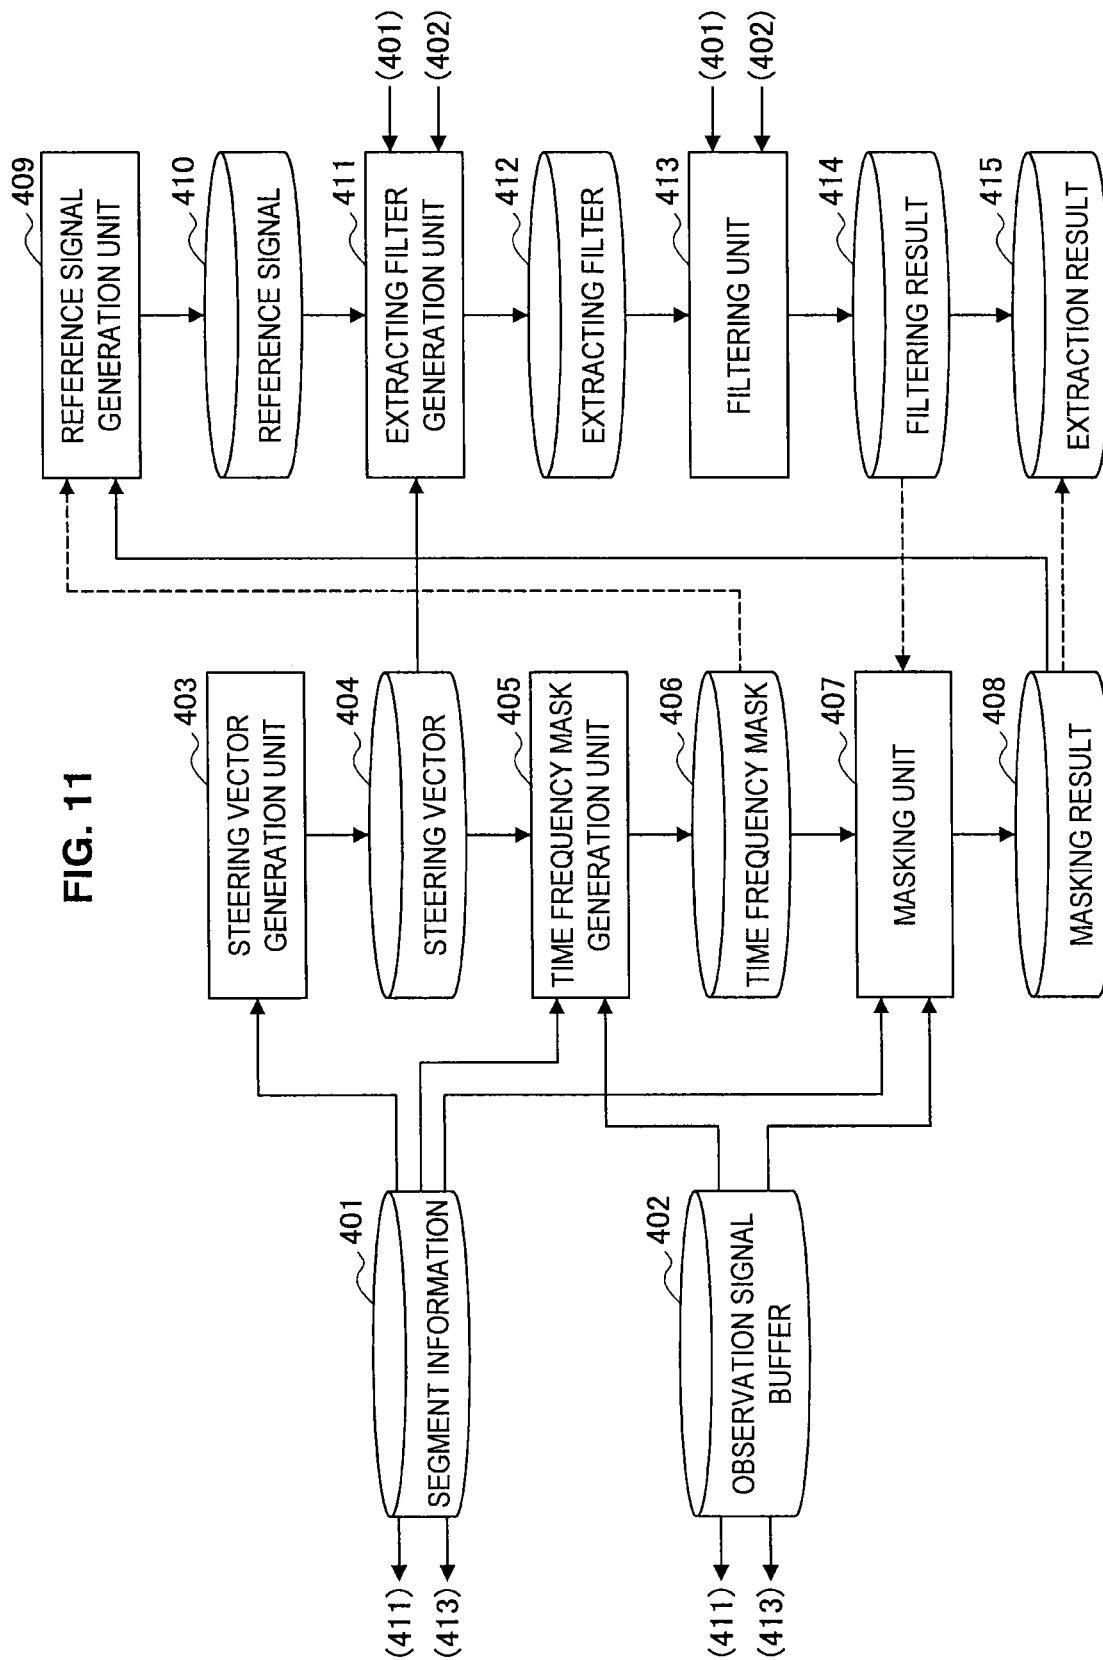 FIG. 11
401
SEGMENT INFORMATION
(411)
(413)
402
OBSERVATION SIGNAL
BUFFER
(411)
(413)
403
STEERING VECTOR
GENERATION UNIT
404
STEERING VECTOR
405
TIME FREQUENCY MASK
GENERATION UNIT
406
TIME FREQUENCY MASK
407
MASKING UNIT
408
MASKING RESULT
409
REFERENCE SIGNAL
GENERATION UNIT
410
REFERENCE SIGNAL
411
EXTRACTING FILTER
GENERATION UNIT
(401)
(402)
412
EXTRACTING FILTER
413
FILTERING UNIT
(401)
(402)
414
FILTERING RESULT
415
EXTRACTION RESULT